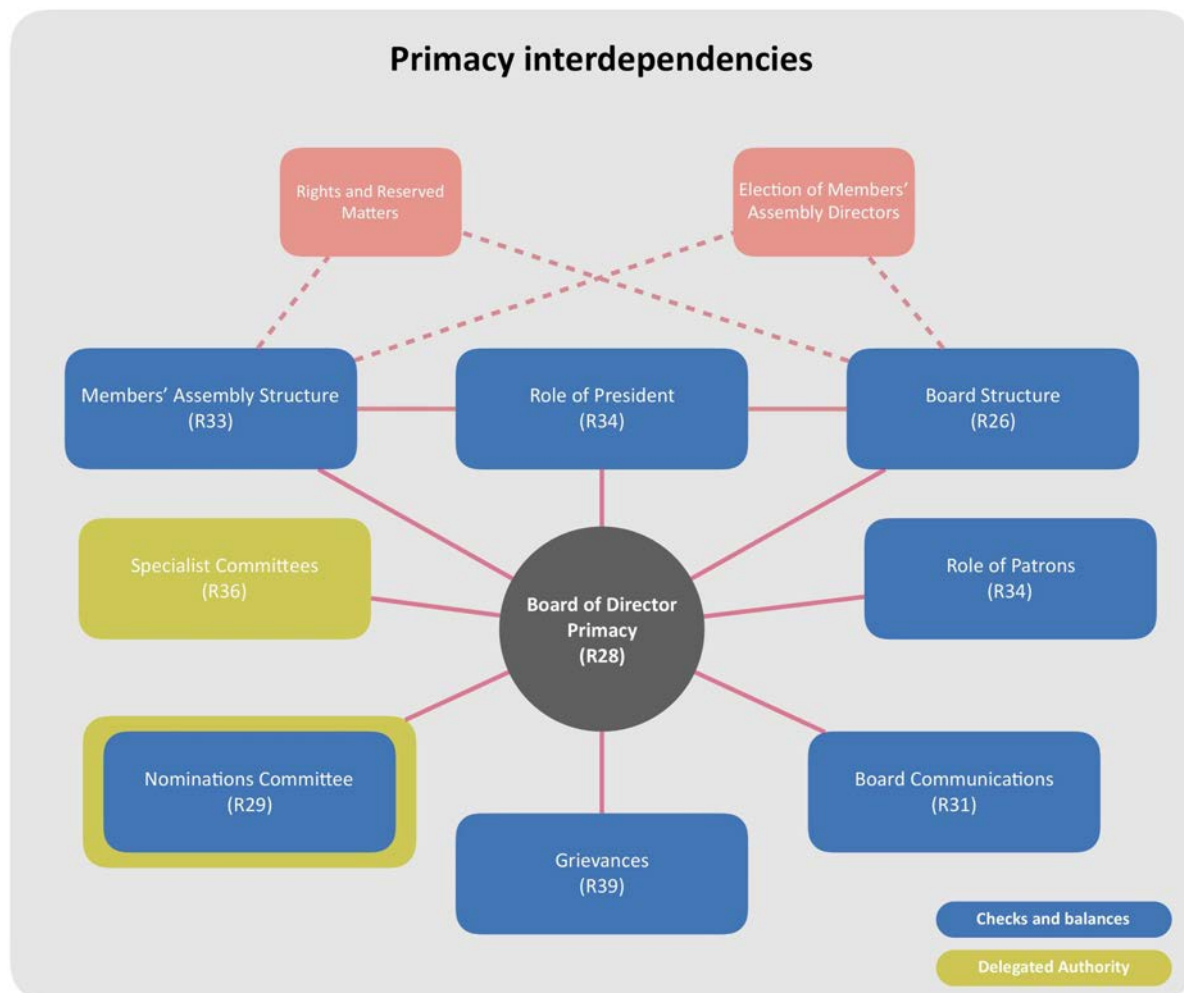 Primacy interdependencies
Rights and Reserved
Matters
Election of Members’
Assembly Directors
Members’ Assembly Structure
(R33)
Role of President
(R34)
Board Structure
(R26)
Specialist Committees
(R36)
Board of Director
Primacy
(R28)
Role of Patrons
(R34)
Nominations Committee
(R29)
Board Communications
(R31)
Grievances
(R39)
Checks and balances
Delegated Authority